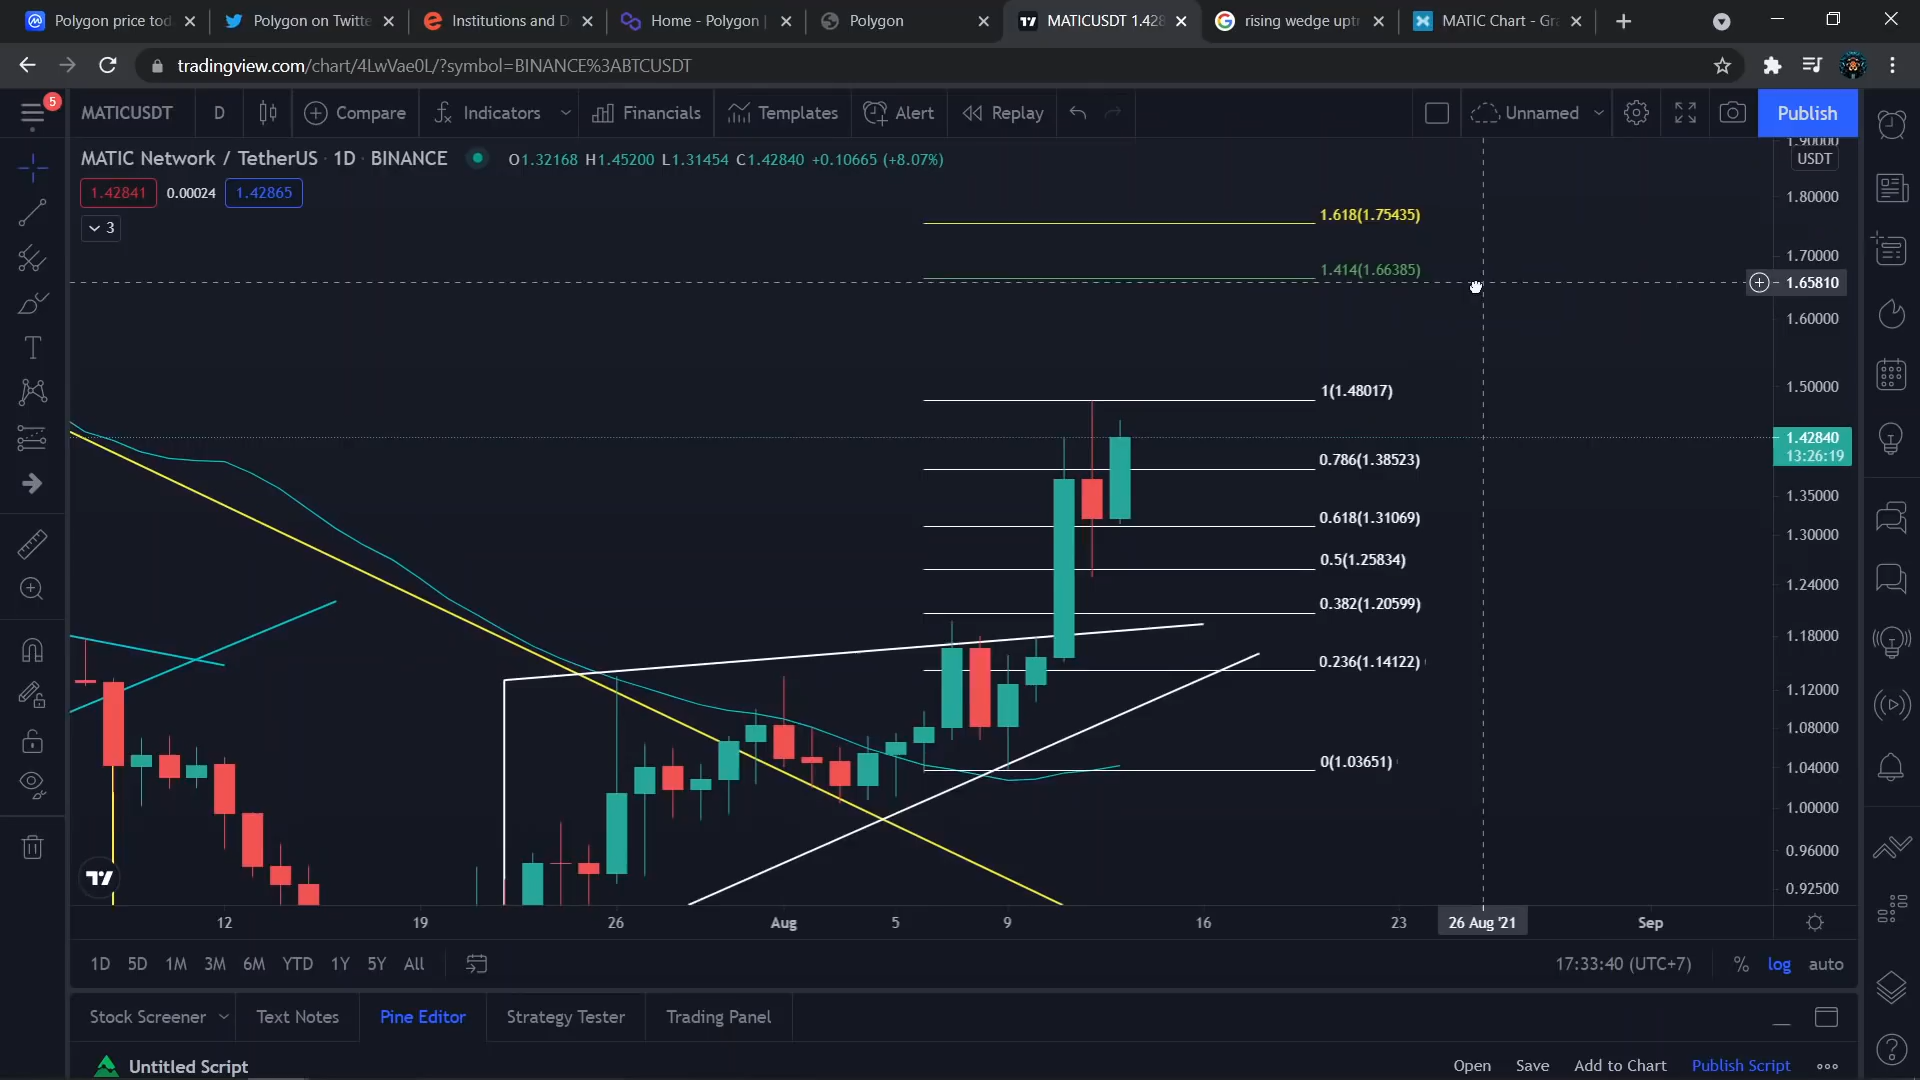 Polygon price tod
Polygon on Twitte
Institutions and D
Home - Polygon |
Polygon
MATICUSDT 1.428
rising wedge uptr
MATIC Chart - Gra
tradingview.com/chart/4LwVae0L/?symbol=BINANCE%3ABTCUSDT
5
MATICUSDT
D
Compare
Indicators
Financials
Templates
Alert
Replay
Unnamed
Publish
MATIC Network / TetherUS · 1D · BINANCE
O1.32168 H1.45200 L1.31454 C1.42840 +0.10665 (+8.07%)
1.42841
0.00024
1.42865
3
1.90000
USDT
1.80000
1.70000
1.65810
1.60000
1.50000
1.42840
13:26:19
1.35000
1.30000
1.24000
1.18000
1.12000
1.08000
1.04000
1.00000
0.96000
0.92500
1.618(1.75435)
1.414(1.66385)
1(1.48017)
0.786(1.38523)
0.618(1.31069)
0.5(1.25834)
0.382(1.20599)
0.236(1.14122)
0(1.03651)
12
19
26
Aug
5
9
16
23
26 Aug '21
Sep
1D
5D
1M
3M
6M
YTD
1Y
5Y
All
17:33:40 (UTC+7)
%
log
auto
Stock Screener
Text Notes
Pine Editor
Strategy Tester
Trading Panel
Untitled Script
Open
Save
Add to Chart
Publish Script